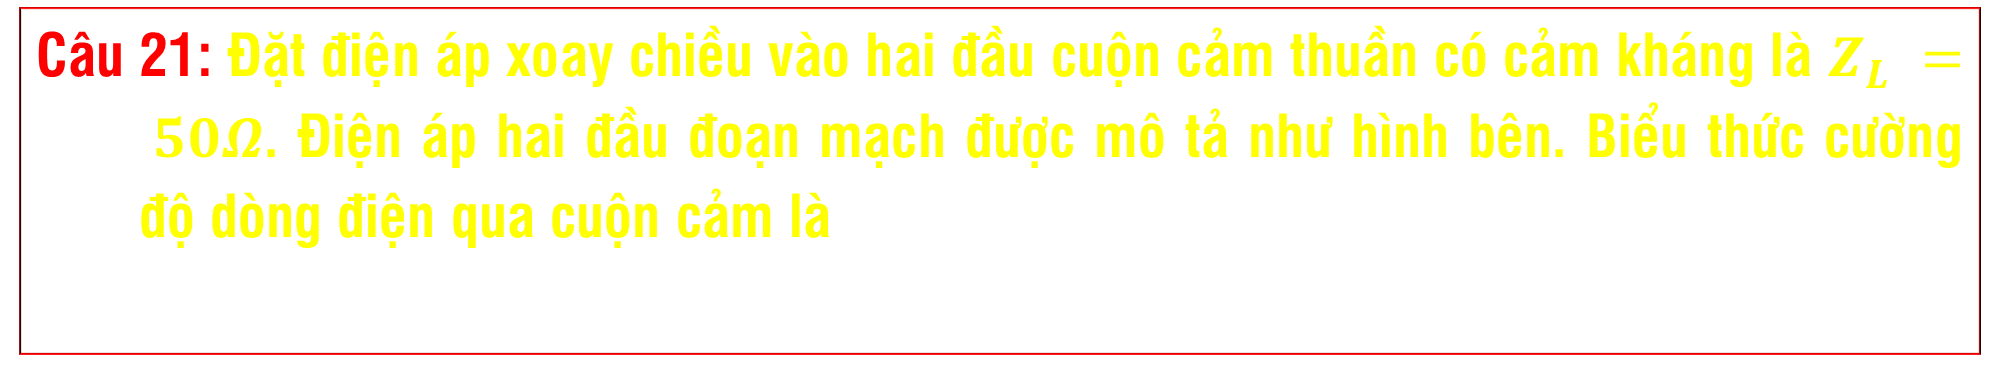 Câu 21: Đặt điện áp xoay chiều vào hai đầu cuộn cảm thuần có cảm kháng là Z_L =
50Ω. Điện áp hai đầu đoạn mạch được mô tả như hình bên. Biểu thức cường
độ dòng điện qua cuộn cảm là